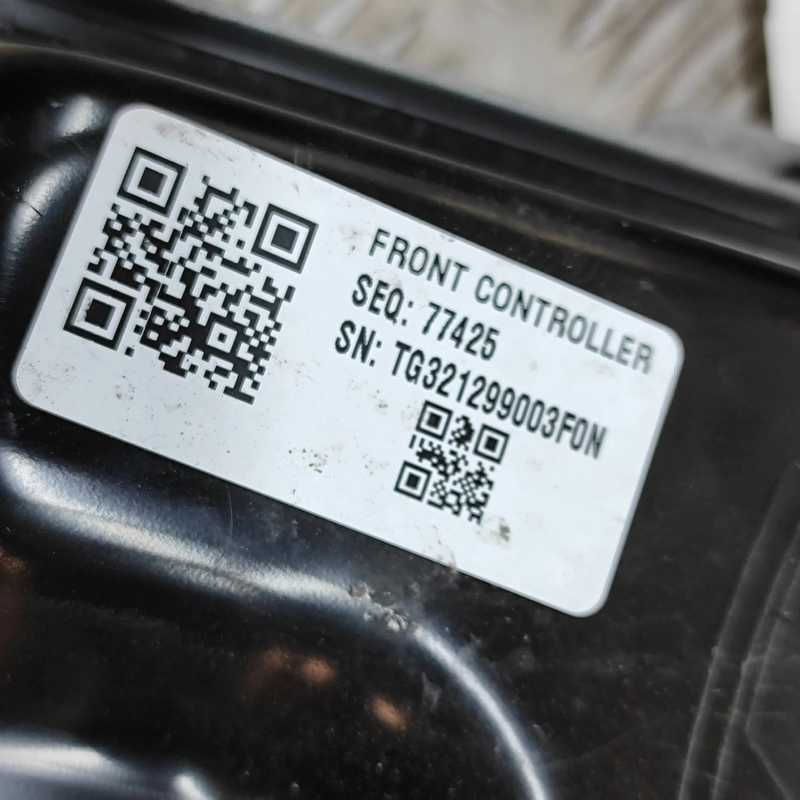 FRONT CONTROLLER
SEQ: 77425
SN: TG321299003F0N